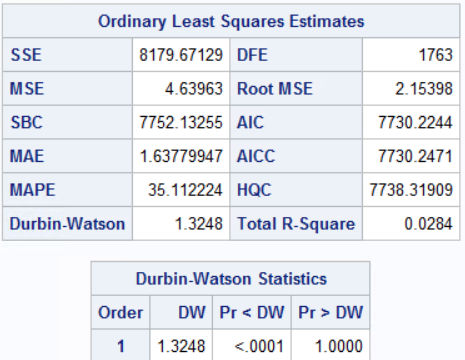 Ordinary Least Squares Estimates
SSE 8179.67129 DFE 1763
MSE 4.63963 Root MSE 2.15398
SBC 7752.13255 AIC 7730.2244
MAE 1.63779947 AICC 7730.2471
MAPE 35.112224 HQC 7738.31909
Durbin-Watson 1.3248 Total R-Square 0.0284
Durbin-Watson Statistics
Order DW Pr < DW Pr > DW
1 1.3248 <.0001 1.0000